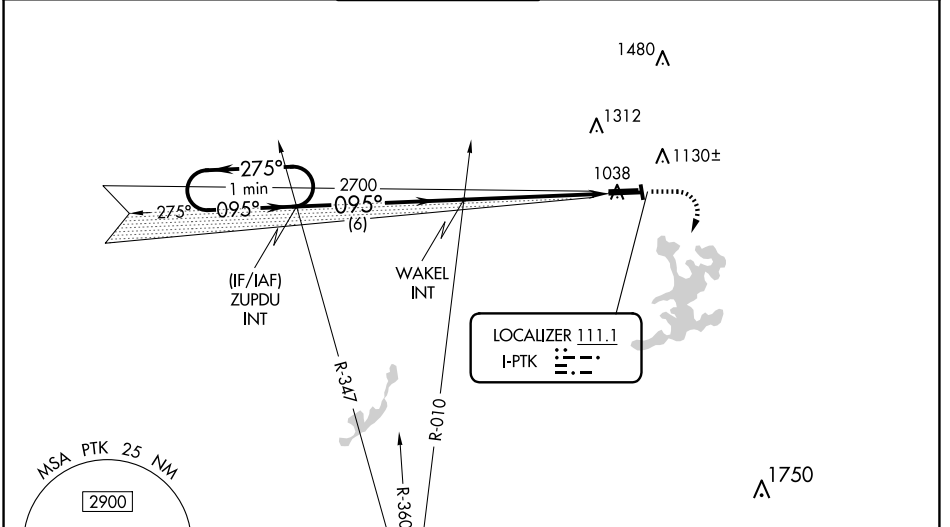 1480
1312
1130±
1038
275°
1 min
2700
275°
095°
095°
(6)
(IF/IAF)
ZUPDU
INT
WAKEL
INT
LOCALIZER 111.1
I-PTK
R-347
R-010
R-360
MSA PTK 25 NM
2900
1750